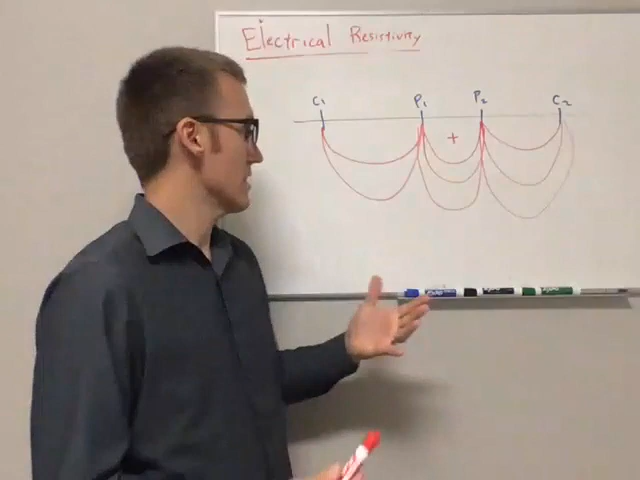 Electrical Resistivity
C₁ P₁ P₂ C₂
+